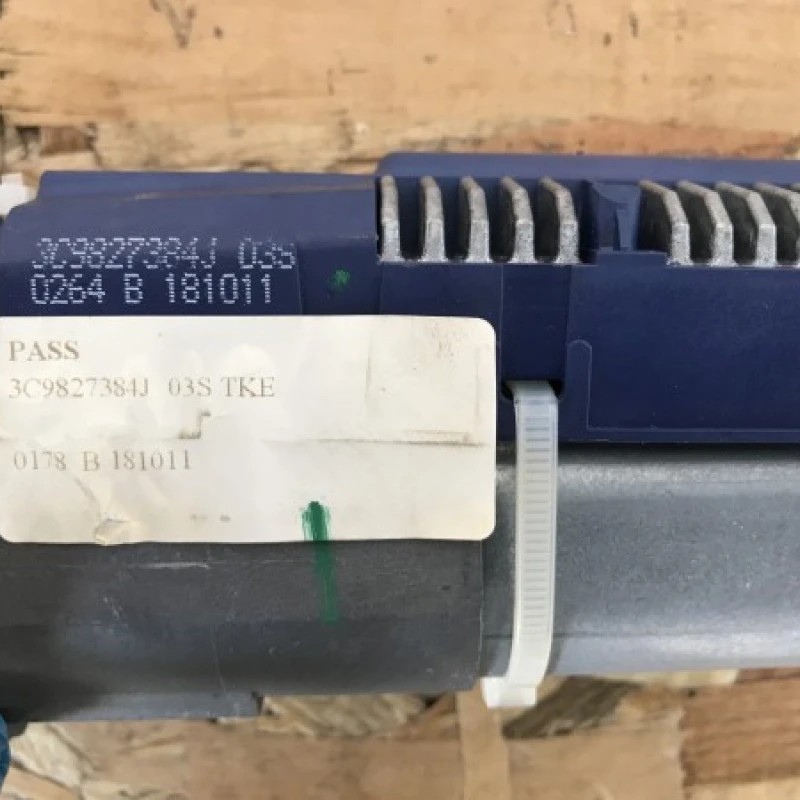 3C9827384J 03S
0264 B 181011
PASS
3C9827384J 03S TKE
0178 B 181011